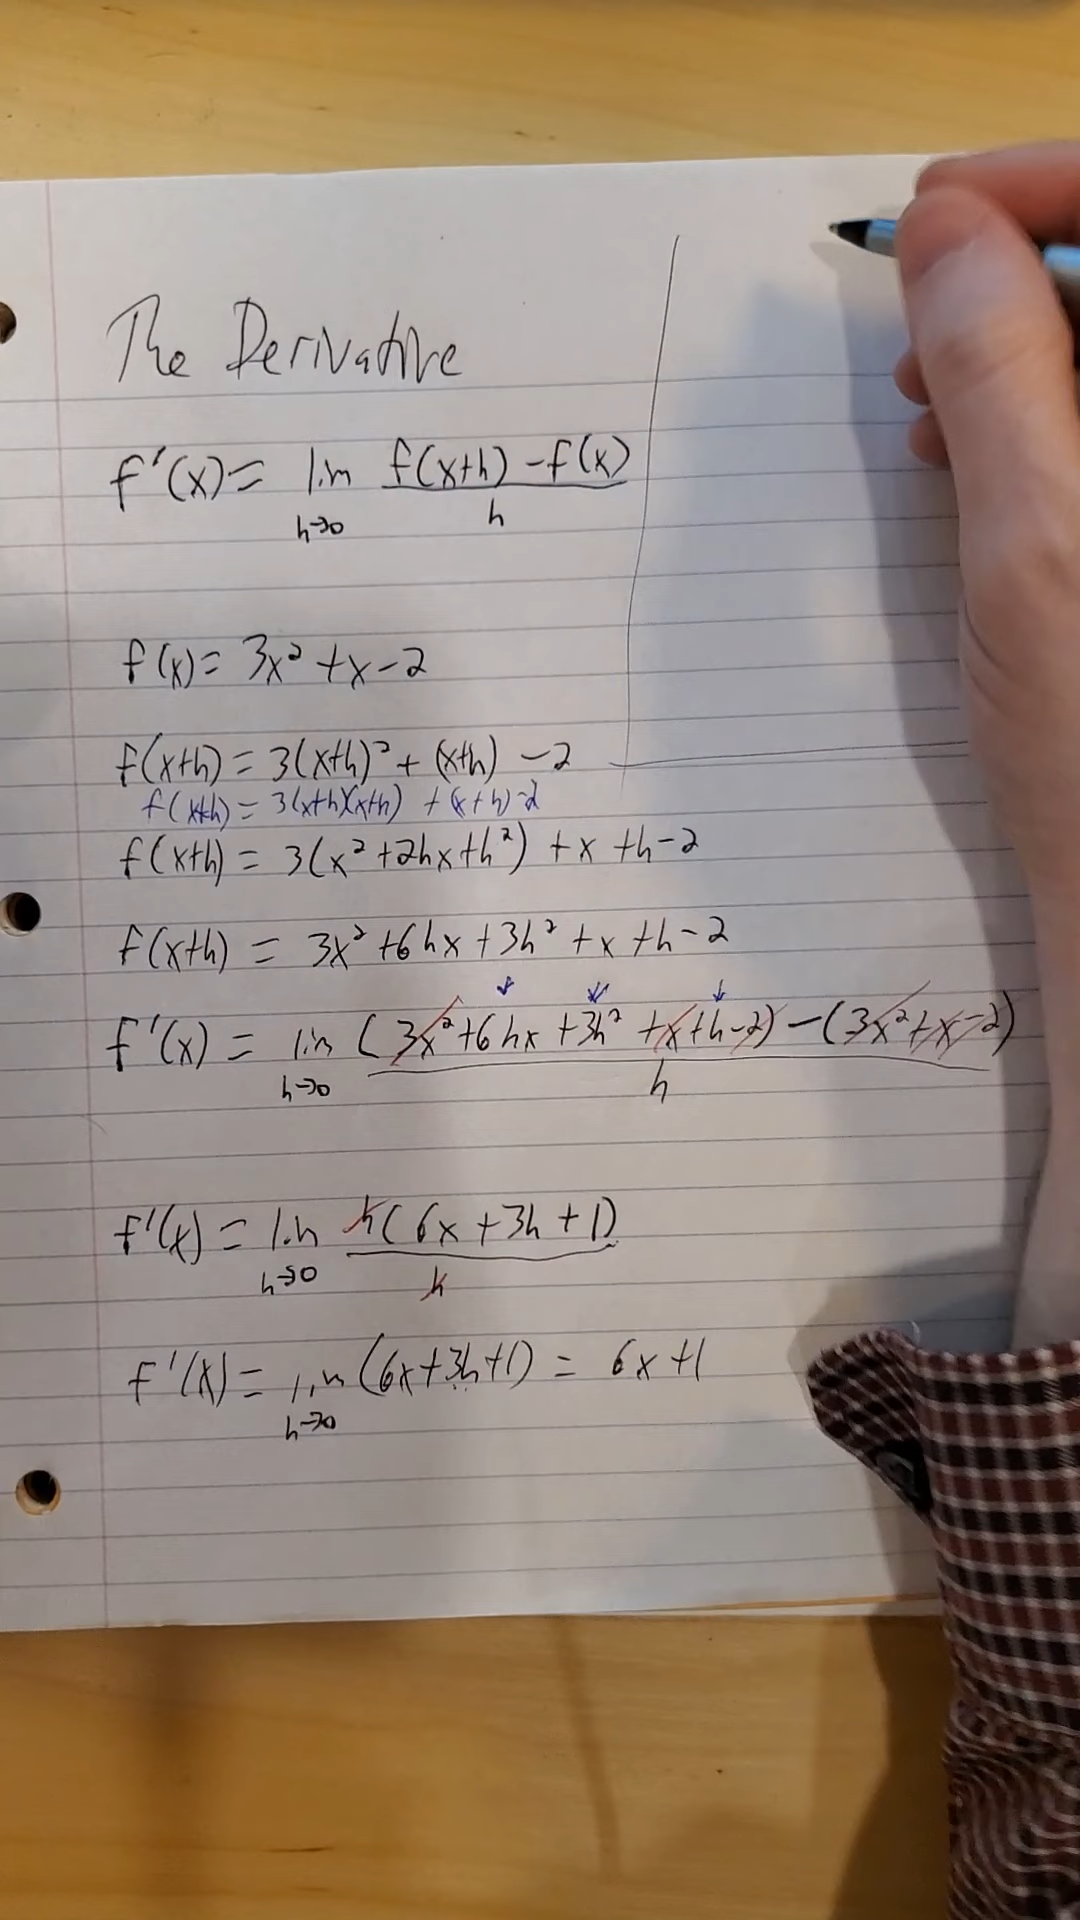 The Derivative
f'(x) = lim h→0 f(x+h) - f(x) / h
f(x) = 3x² + x - 2
f(x+h) = 3(x+h)² + (x+h) - 2
f(x+h) = 3(x+h)(x+h) + (x+h) - 2
f(x+h) = 3(x² + 2hx + h²) + x + h - 2
f(x+h) = 3x² + 6hx + 3h² + x + h - 2
f'(x) = lim h→0 (3x² + 6hx + 3h² + x + h - 2) - (3x² + x - 2) / h
f'(x) = lim h→0 h(6x + 3h + 1) / h
f'(x) = lim h→0 (6x + 3h + 1) = 6x + 1